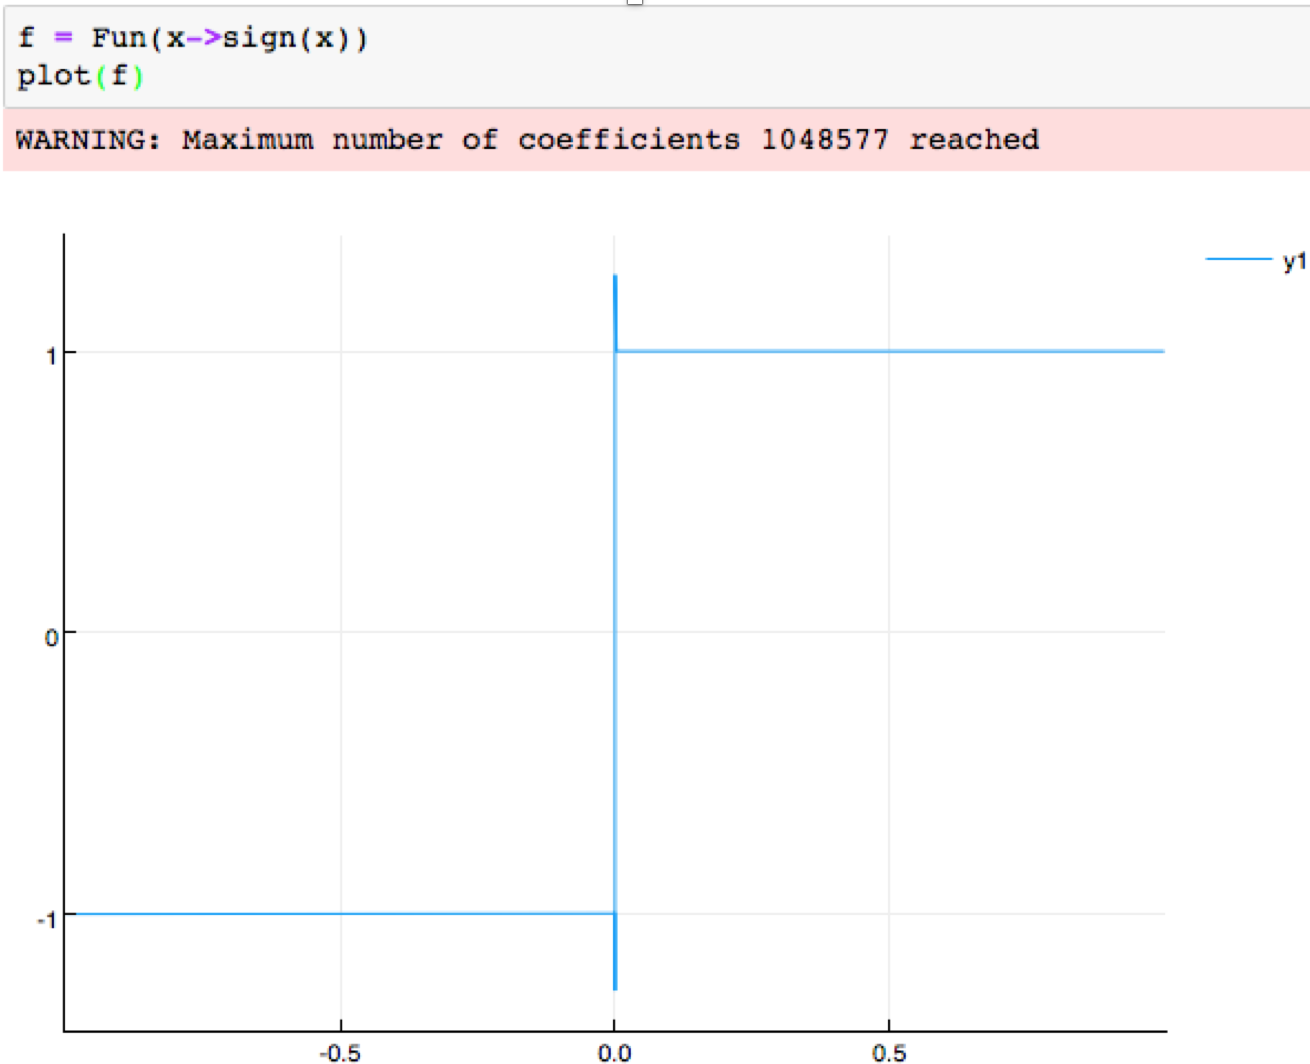 f = Fun(x->sign(x))
plot(f)
WARNING: Maximum number of coefficients 1048577 reached
y1
1
0
-1
-0.5
0.0
0.5